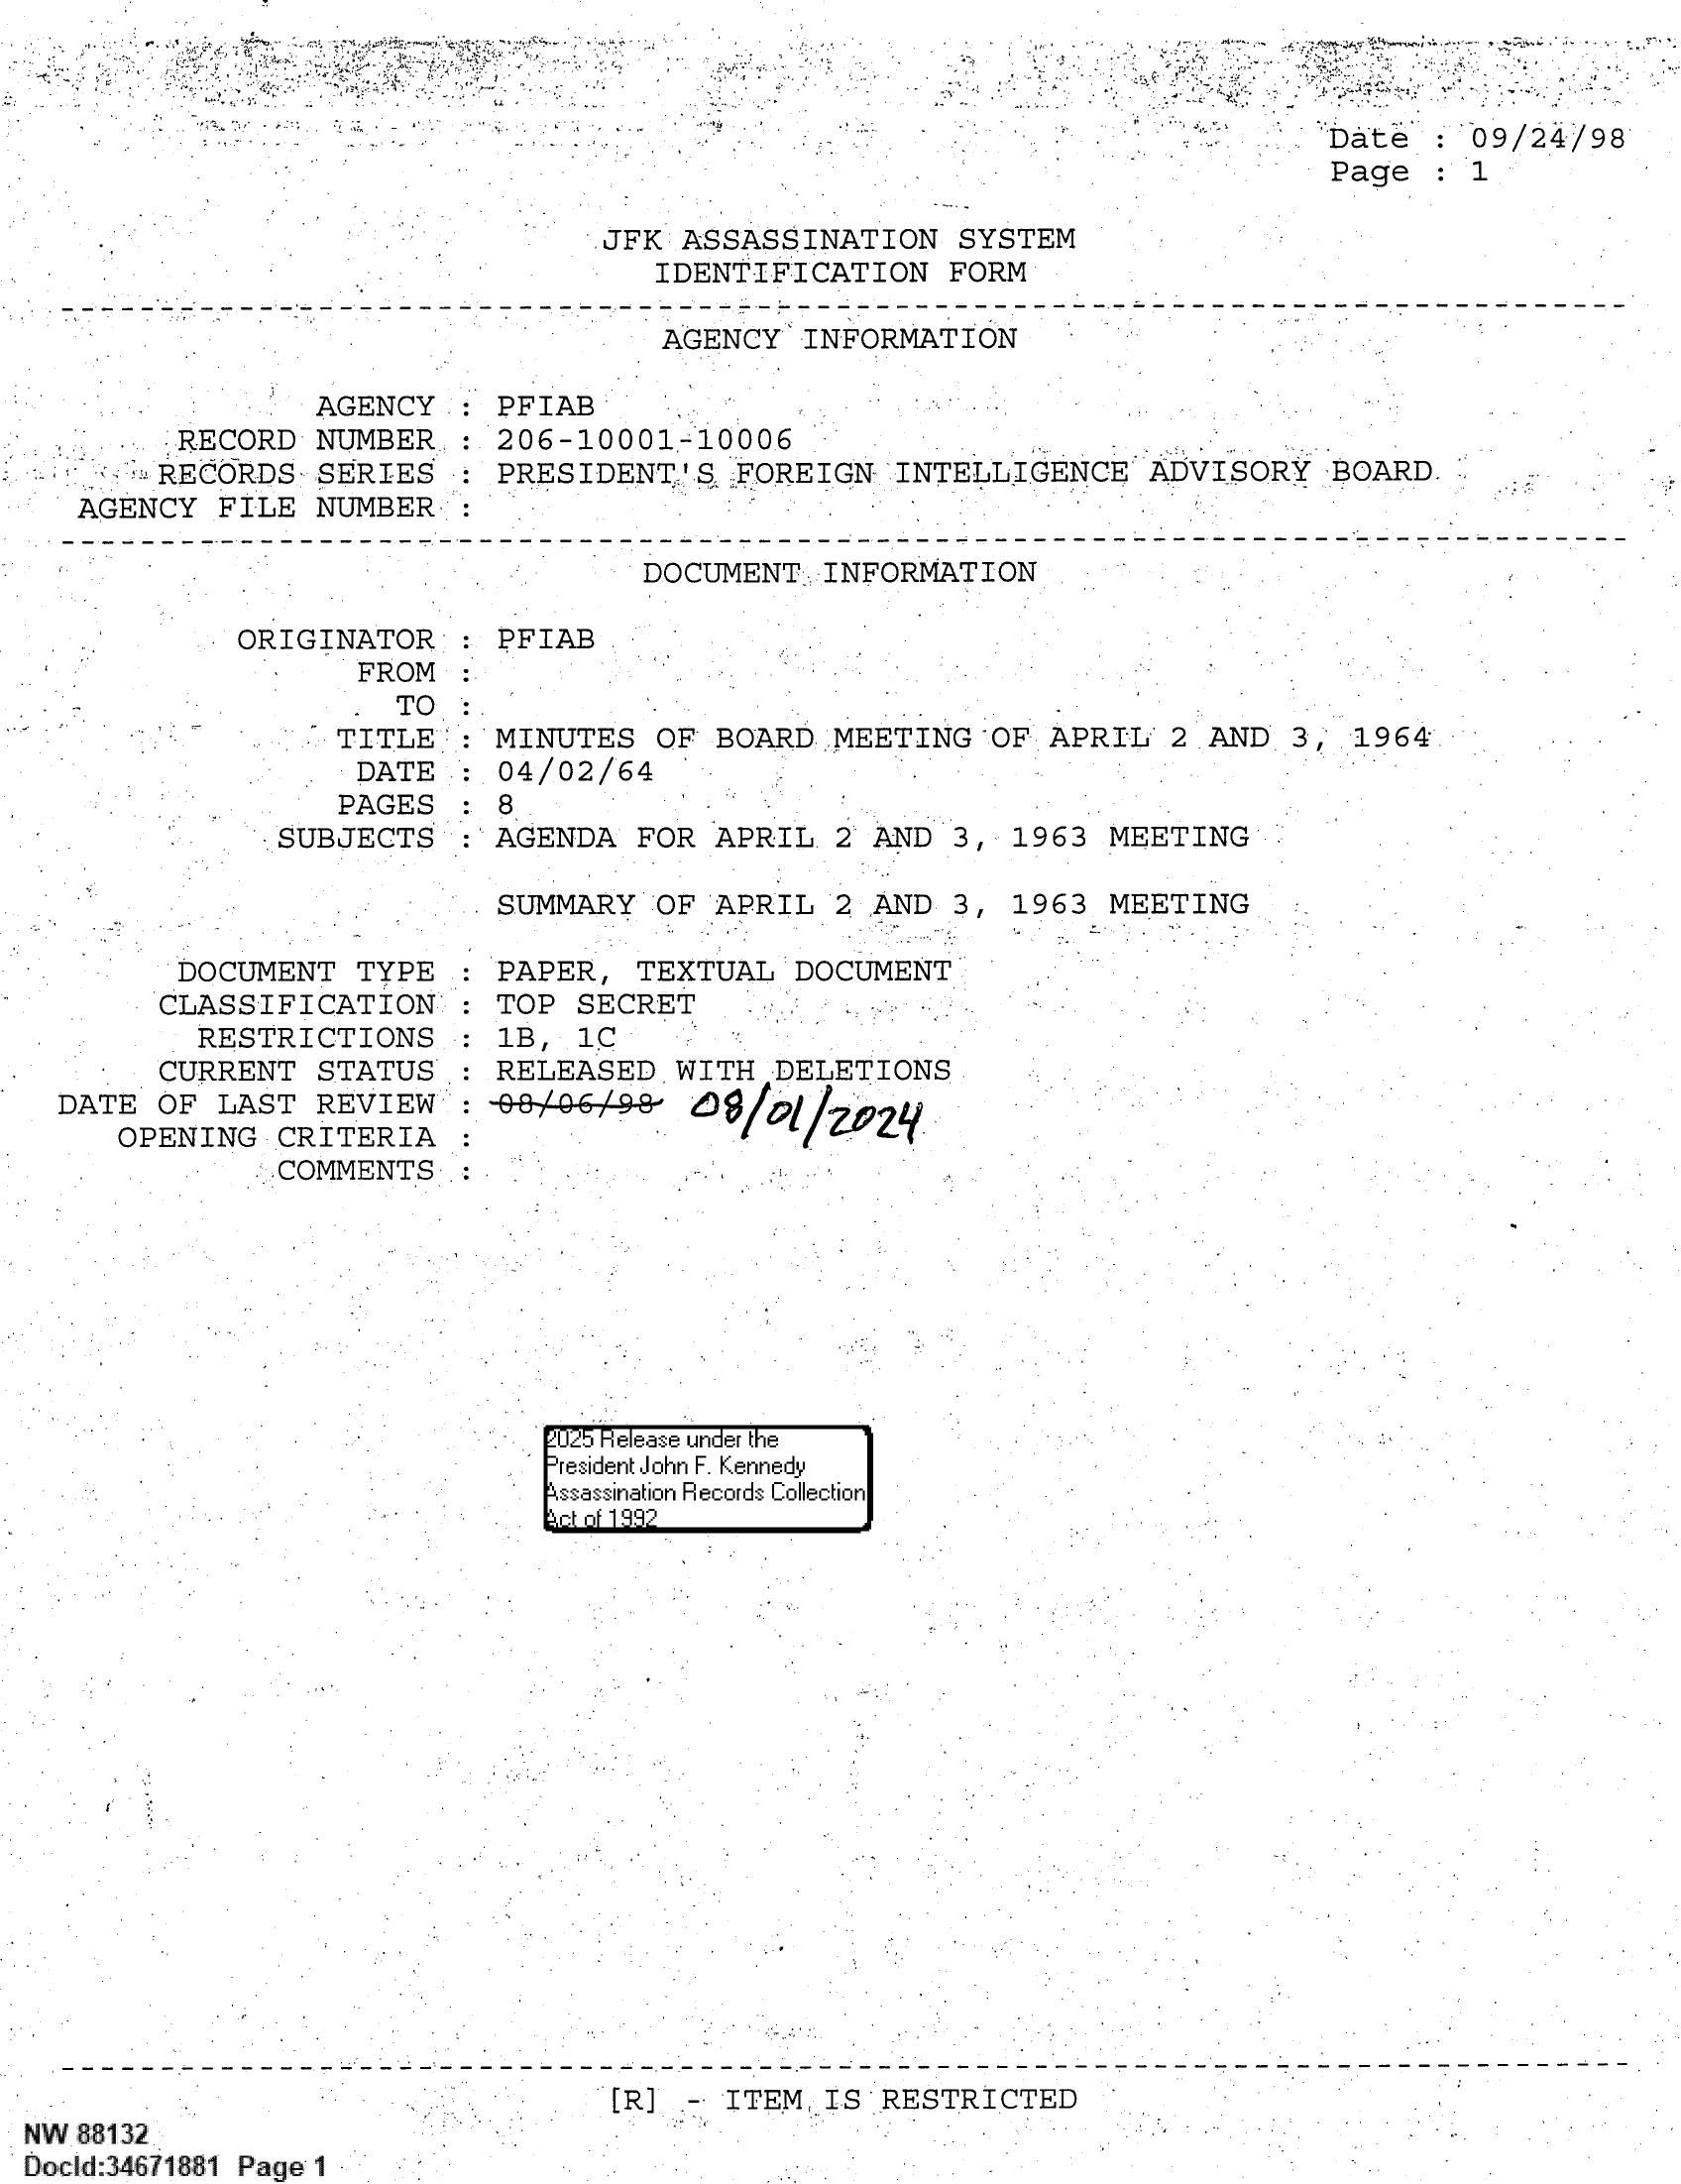 Date : 09/24/98
Page : 1
JFK ASSASSINATION SYSTEM
IDENTIFICATION FORM
AGENCY INFORMATION
AGENCY : PFIAB
RECORD NUMBER : 206-10001-10006
RECORDS SERIES : PRESIDENT'S FOREIGN INTELLIGENCE ADVISORY BOARD
AGENCY FILE NUMBER :
DOCUMENT INFORMATION
ORIGINATOR : PFIAB
FROM :
TO :
TITLE : MINUTES OF BOARD MEETING OF APRIL 2 AND 3, 1964
DATE : 04/02/64
PAGES : 8
SUBJECTS : AGENDA FOR APRIL 2 AND 3, 1963 MEETING
SUMMARY OF APRIL 2 AND 3, 1963 MEETING
DOCUMENT TYPE : PAPER, TEXTUAL DOCUMENT
CLASSIFICATION : TOP SECRET
RESTRICTIONS : 1B, 1C
CURRENT STATUS : RELEASED WITH DELETIONS
DATE OF LAST REVIEW : 08/06/98 08/01/2024
OPENING CRITERIA :
COMMENTS :
2025 Release under the
President John F. Kennedy
Assassination Records Collection
Act of 1992
[R] - ITEM IS RESTRICTED
NW 88132
DocId:34671881 Page 1